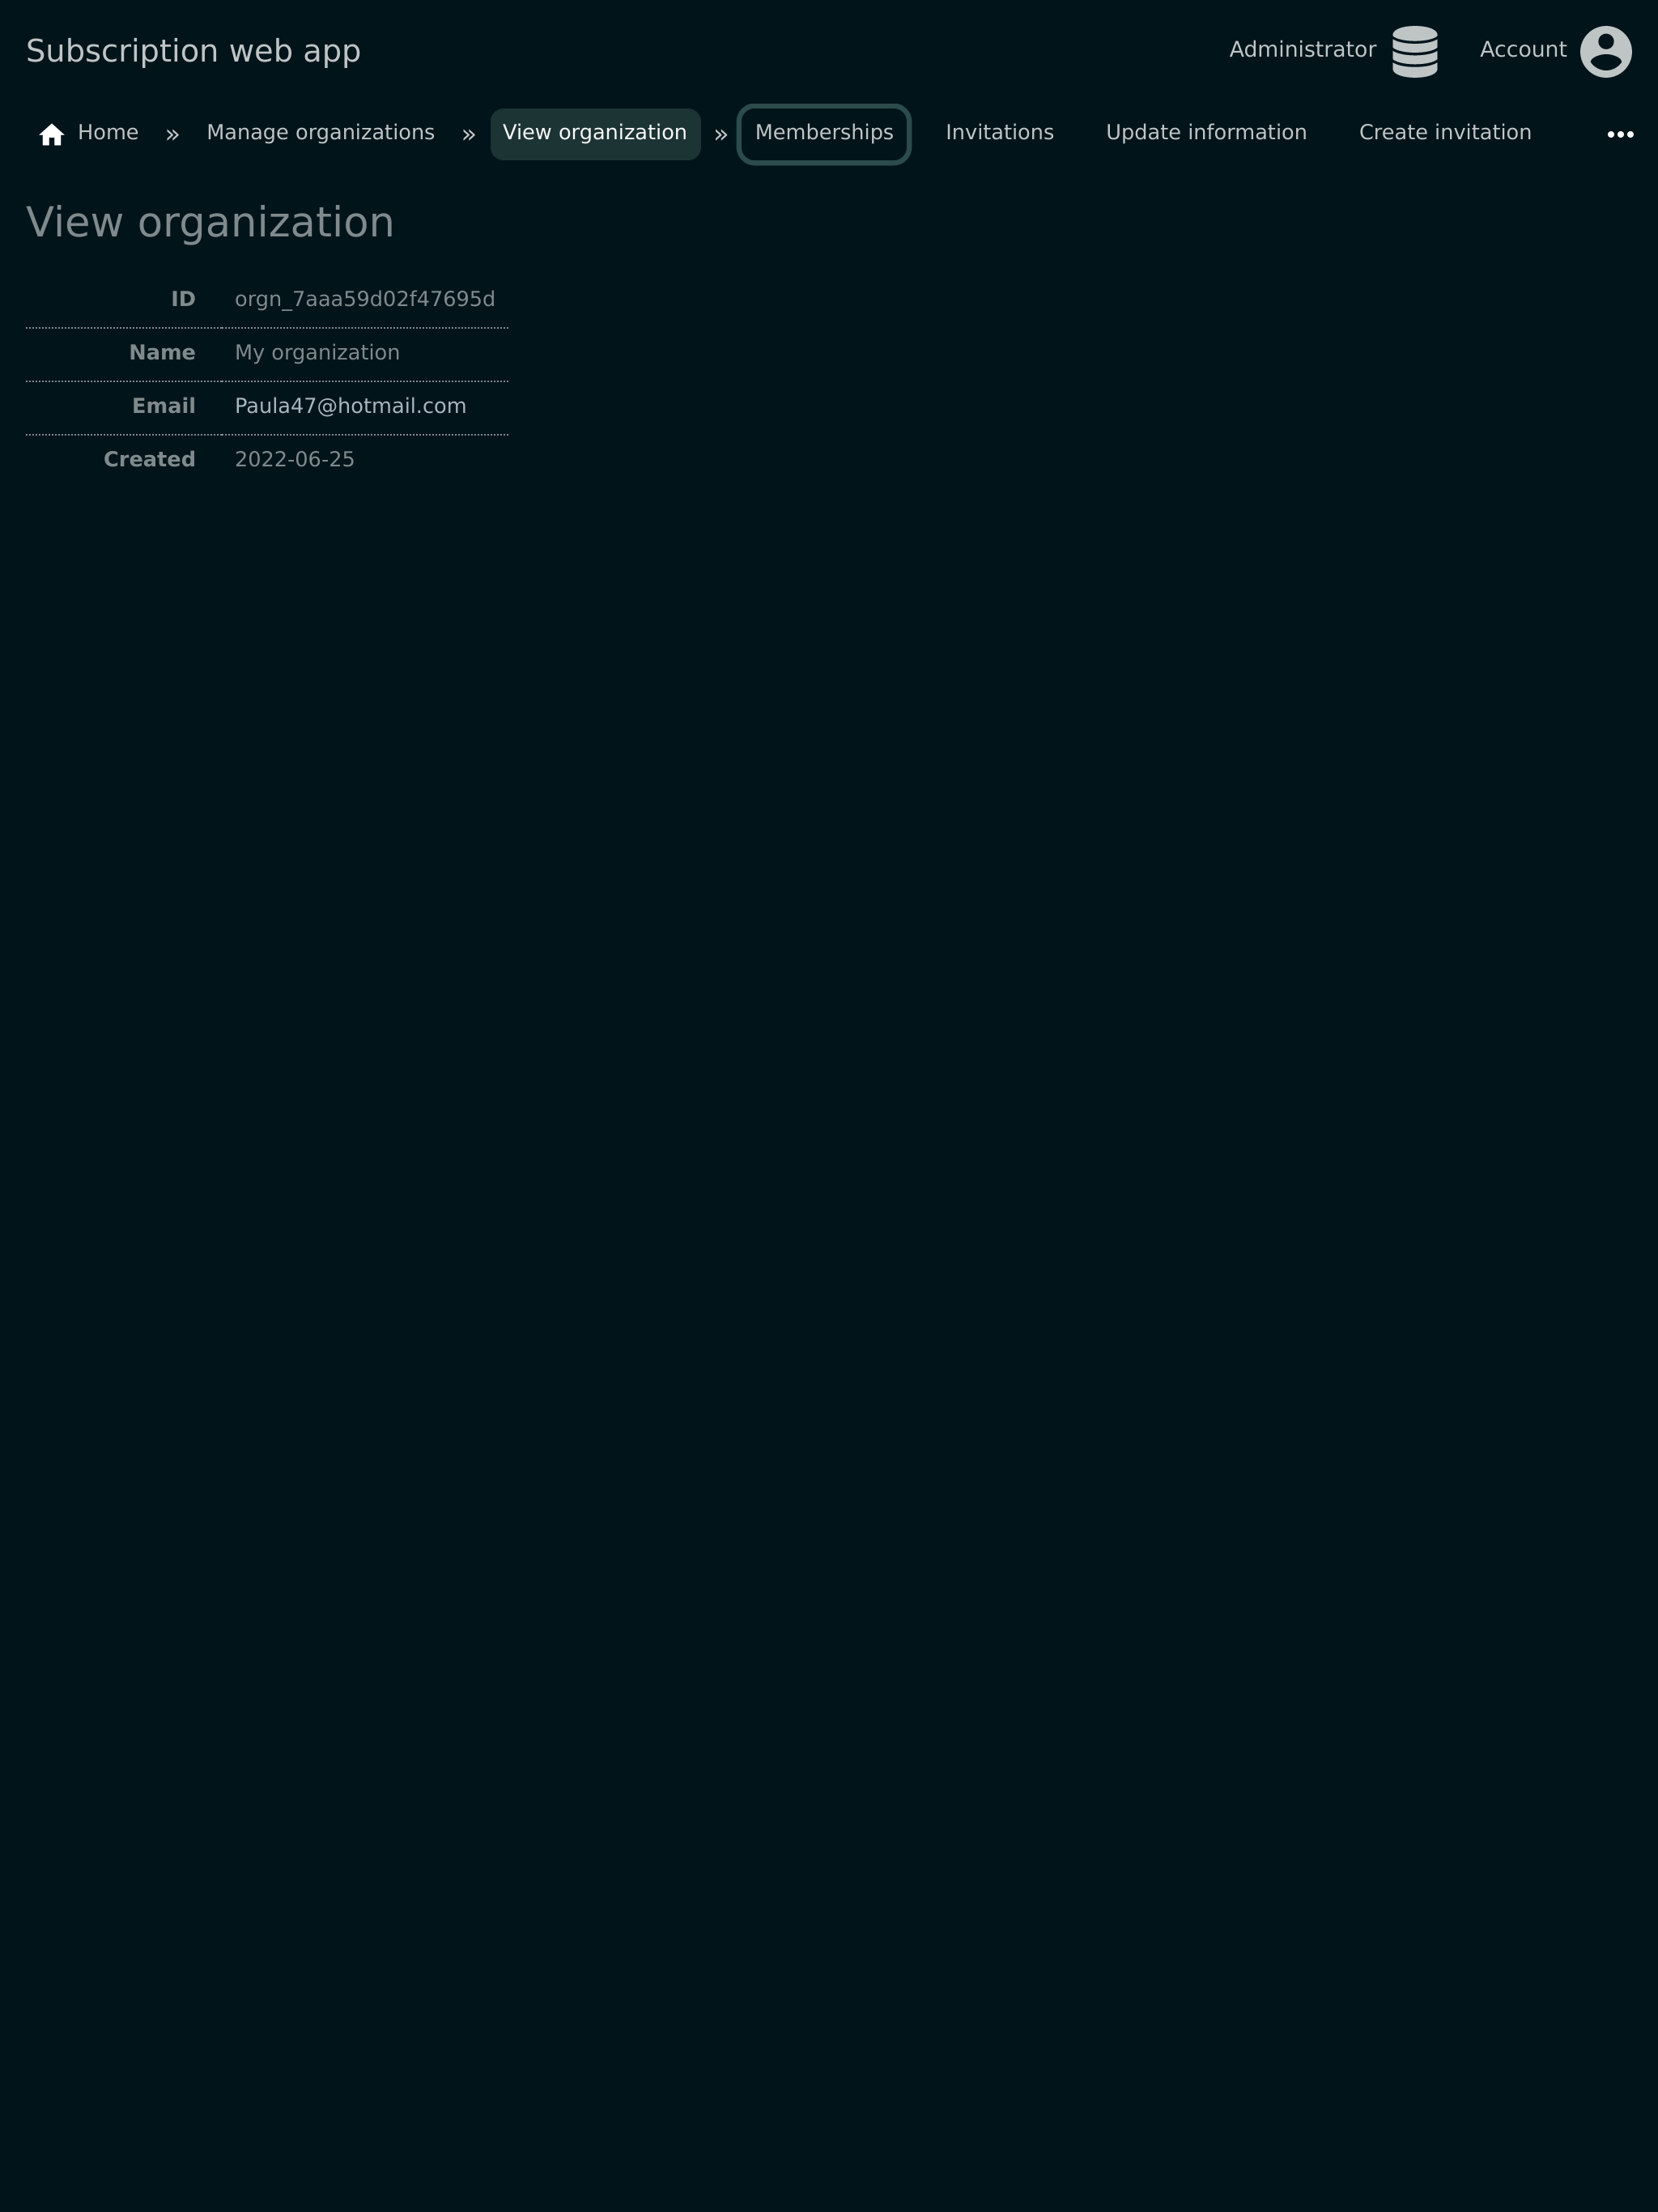 Subscription web app Administrator Account
Home » Manage organizations » View organization » Memberships Invitations Update information Create invitation •••
View organization
ID orgn_7aaa59d02f47695d
Name My organization
Email Paula47@hotmail.com
Created 2022-06-25